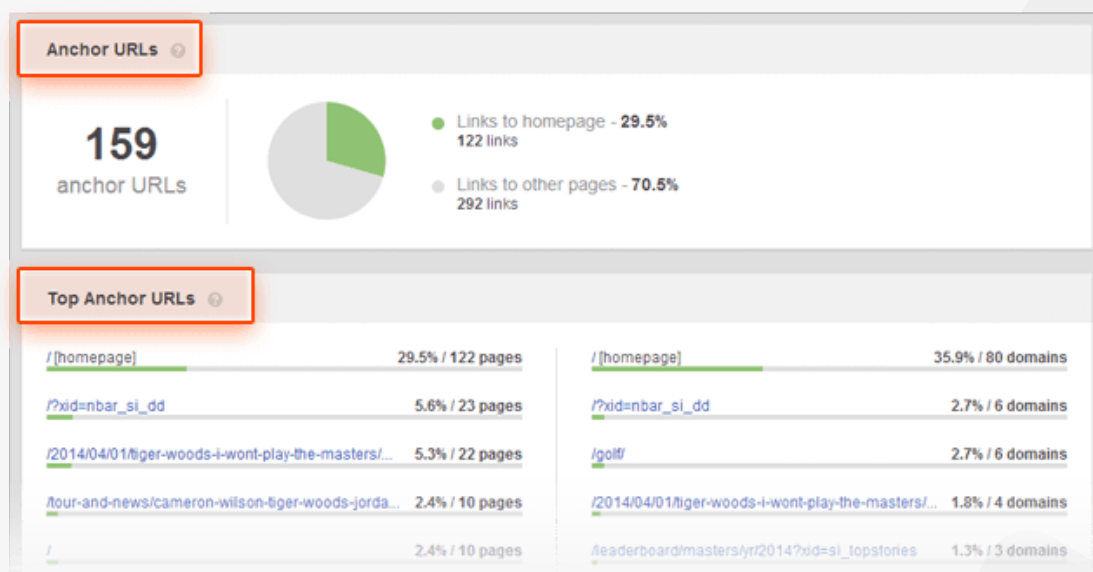 Anchor URLs ?
159
anchor URLs
Links to homepage - 29.5%
122 links
Links to other pages - 70.5%
292 links
Top Anchor URLs ?
/ [homepage] 29.5% / 122 pages
/?xid=nbar_si_dd 5.6% / 23 pages
/2014/04/01/tiger-woods-i-wont-play-the-masters/... 5.3% / 22 pages
/tour-and-news/cameron-wilson-tiger-woods-jorda... 2.4% / 10 pages
/ 2.4% / 10 pages
/ [homepage] 35.9% / 80 domains
/?xid=nbar_si_dd 2.7% / 6 domains
/golf/ 2.7% / 6 domains
/2014/04/01/tiger-woods-i-wont-play-the-masters/... 1.8% / 4 domains
/leaderboard/masters/yr/2014?xid=si_topstories 1.3% / 3 domains